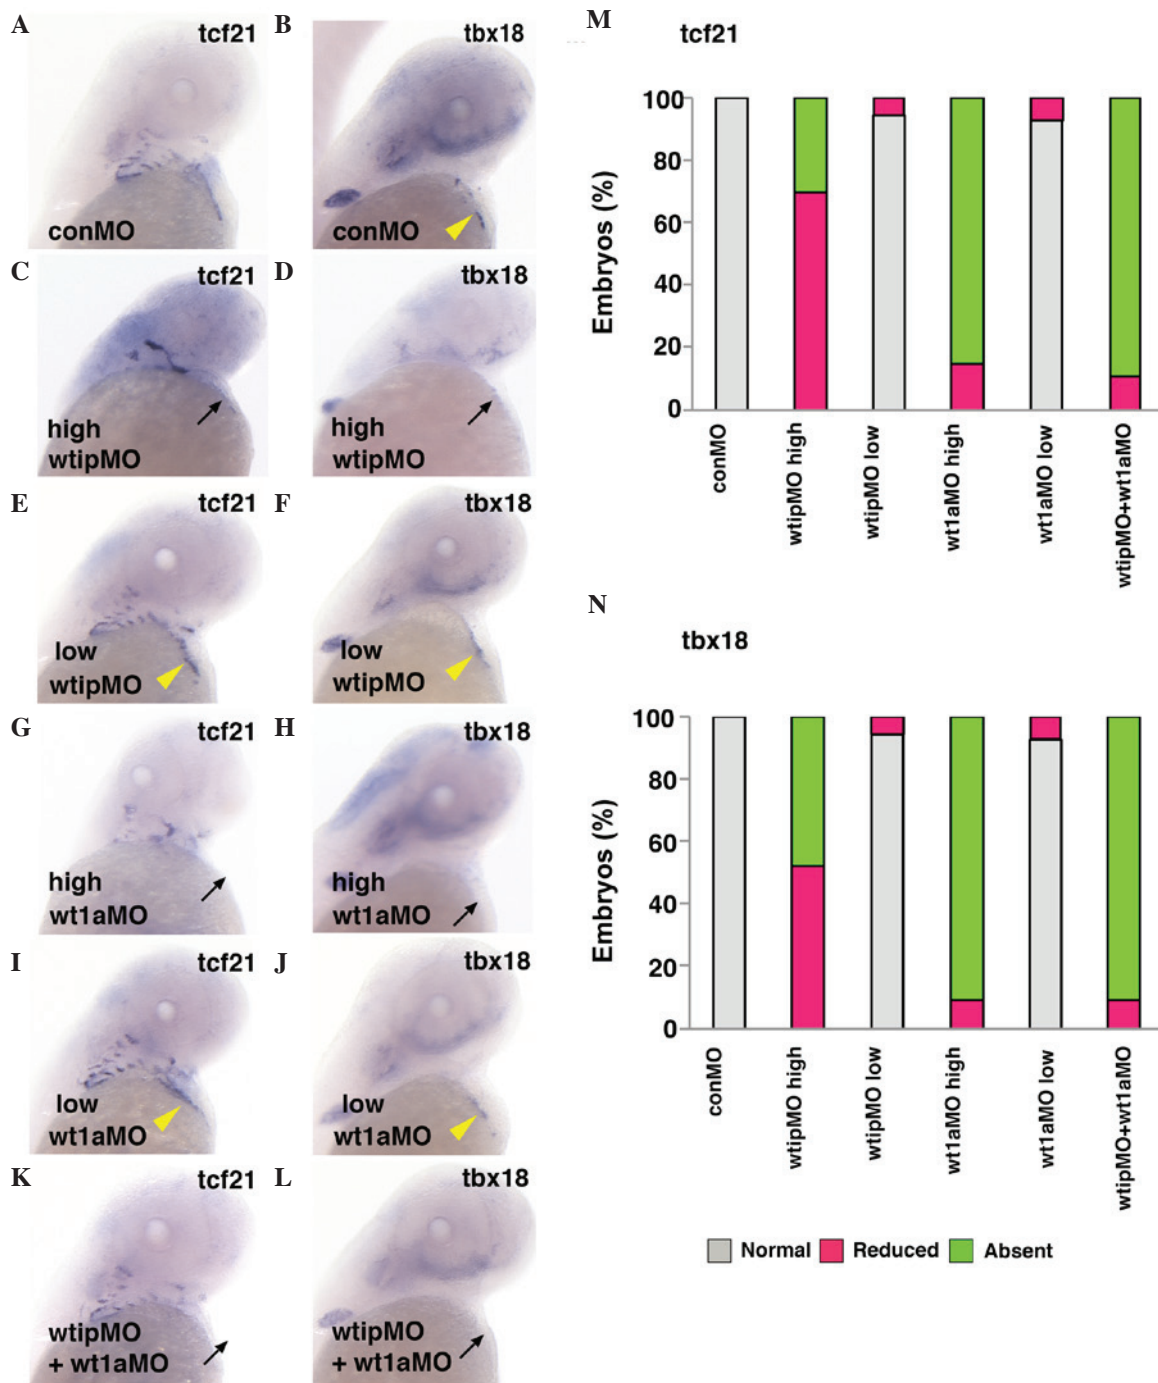 A
tcf21
conMO
B
tbx18
conMO
C
tcf21
high
wtipMO
D
tbx18
high
wtipMO
E
tcf21
low
wtipMO
F
tbx18
low
wtipMO
G
tcf21
high
wt1aMO
H
tbx18
high
wt1aMO
I
tcf21
low
wt1aMO
J
tbx18
low
wt1aMO
K
tcf21
wtipMO
+ wt1aMO
L
tbx18
wtipMO
+ wt1aMO
M
tcf21
Embryos (%)
100
80
60
40
20
0
conMO
wtipMO high
wtipMO low
wt1aMO high
wt1aMO low
wtipMO+wt1aMO
N
tbx18
Embryos (%)
100
80
60
40
20
0
conMO
wtipMO high
wtipMO low
wt1aMO high
wt1aMO low
wtipMO+wt1aMO
Normal
Reduced
Absent